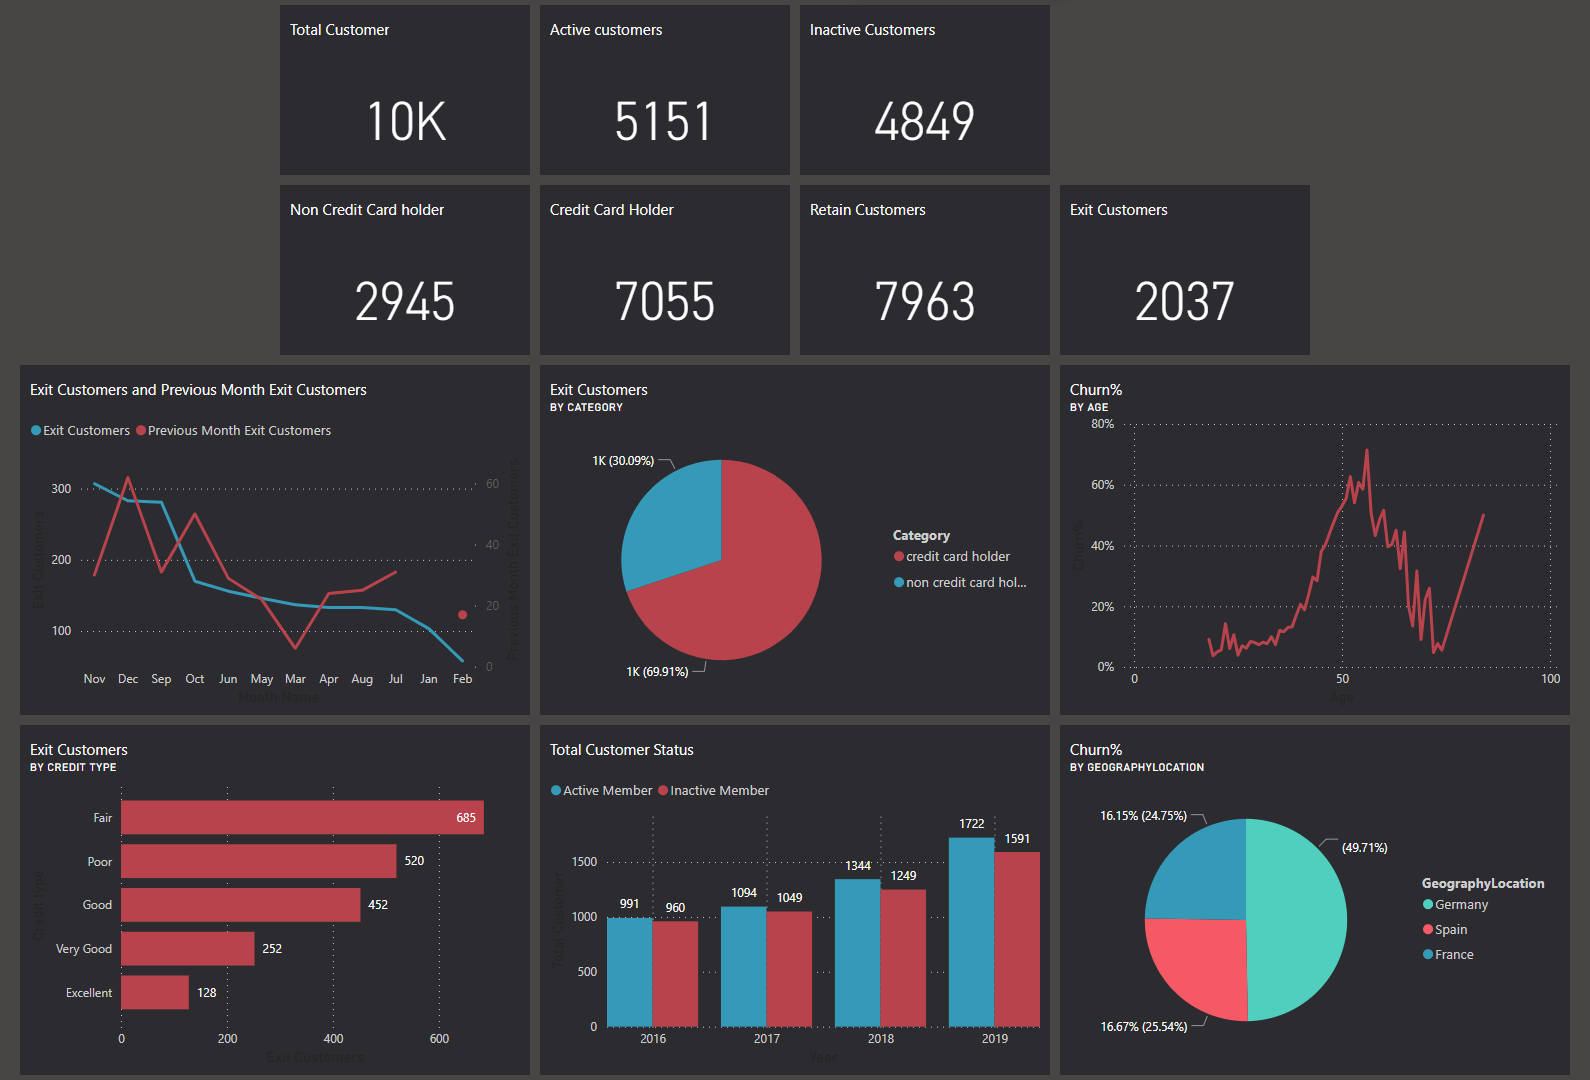 Total Customer
10K
Active customers
5151
Inactive Customers
4849
Non Credit Card holder
2945
Credit Card Holder
7055
Retain Customers
7963
Exit Customers
2037
Exit Customers and Previous Month Exit Customers
Exit Customers Previous Month Exit Customers
300
200
100
60
40
20
0
Exit Customers
Previous Month Exit Customers
Nov Dec Sep Oct Jun May Mar Apr Aug Jul Jan Feb
Month Name
Exit Customers
BY CATEGORY
1K (30.09%)
1K (69.91%)
Category
credit card holder
non credit card hol...
Churn%
BY AGE
80%
60%
40%
20%
0%
Churn%
0 50 100
Age
Exit Customers
BY CREDIT TYPE
Credit type
Fair 685
Poor 520
Good 452
Very Good 252
Excellent 128
0 200 400 600
Exit Customers
Total Customer Status
Active Member Inactive Member
1500
1000
500
0
Total Customer
991 960
1094 1049
1344 1249
1722 1591
2016 2017 2018 2019
Year
Churn%
BY GEOGRAPHYLOCATION
16.15% (24.75%)
(49.71%)
16.67% (25.54%)
GeographyLocation
Germany
Spain
France